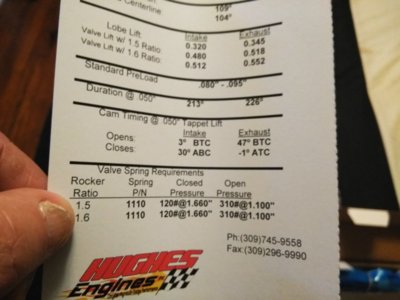 Centerline
109°
104°
Intake Exhaust
Lobe Lift: 0.320 0.345
Valve Lift w/ 1.5 Ratio: 0.480 0.518
Valve Lift w/ 1.6 Ratio: 0.512 0.552
Standard PreLoad .080" - .095"
Duration @ .050" 213° 226°
Cam Timing @ .050" Tappet Lift
Intake Exhaust
Opens: 3° BTC 47° BTC
Closes: 30° ABC -1° ATC
Valve Spring Requirements
Rocker Spring Closed Open
Ratio P/N Pressure Pressure
1.5 1110 120#@1.660" 310#@1.100"
1.6 1110 120#@1.660" 310#@1.100"
HUGHES
Engines
Ph:(309)745-9558
Fax:(309)296-9990